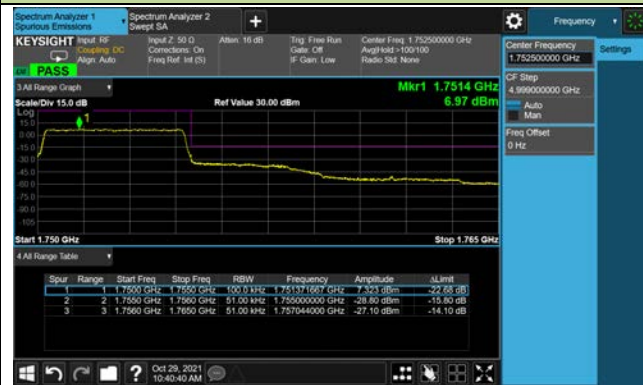 Spectrum Analyzer 1
Spurious Emissions
Spectrum Analyzer 2
Swept SA
Frequency
KEYSIGHT
Input: RF
Coupling: DC
Align: Auto
Input Z: 50 Ω
Corrections: On
Freq Ref: Int (S)
Atten: 16 dB
Trig: Free Run
Gate: Off
IF Gain: Low
Center Freq: 1.752500000 GHz
Avg|Hold:>100/100
Radio Std: None
PASS
Center Frequency
1.752500000 GHz
Settings
CF Step
4.999000000 GHz
Auto
Man
Freq Offset
0 Hz
3 All Range Graph
Mkr1 1.7514 GHz
6.97 dBm
Scale/Div 15.0 dB
Ref Value 30.00 dBm
Log
15.0
0.00
-15.0
-30.0
-45.0
-60.0
-75.0
-90.0
-105
1
Start 1.750 GHz
Stop 1.765 GHz
4 All Range Table
Spur Range Start Freq Stop Freq RBW Frequency Amplitude ΔLimit
1 1 1.7500 GHz 1.7550 GHz 100.0 kHz 1.751371667 GHz 7.323 dBm -22.68 dB
2 2 1.7550 GHz 1.7560 GHz 51.00 kHz 1.755000000 GHz -28.80 dBm -15.80 dB
3 3 1.7560 GHz 1.7650 GHz 51.00 kHz 1.757044000 GHz -27.10 dBm -14.10 dB
Oct 29, 2021
10:40:40 AM